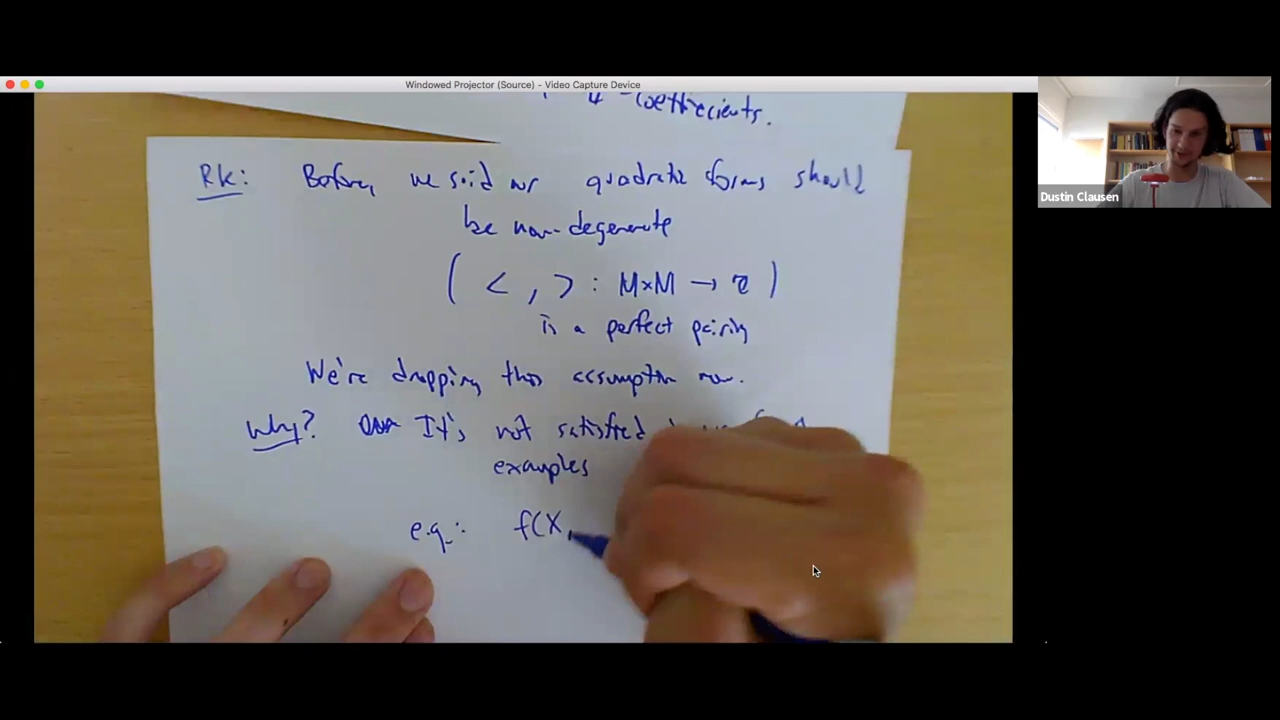 Windowed Projector (Source) - Video Capture Device
-coefficients.
Rk: Before, we said our quadratic forms should
be non-degenerate
( < , > : M×M → Z )
is a perfect pairing
We're dropping this assumption now.
Why? It's not satisfied
examples
e.g.: f(X,
Dustin Clausen